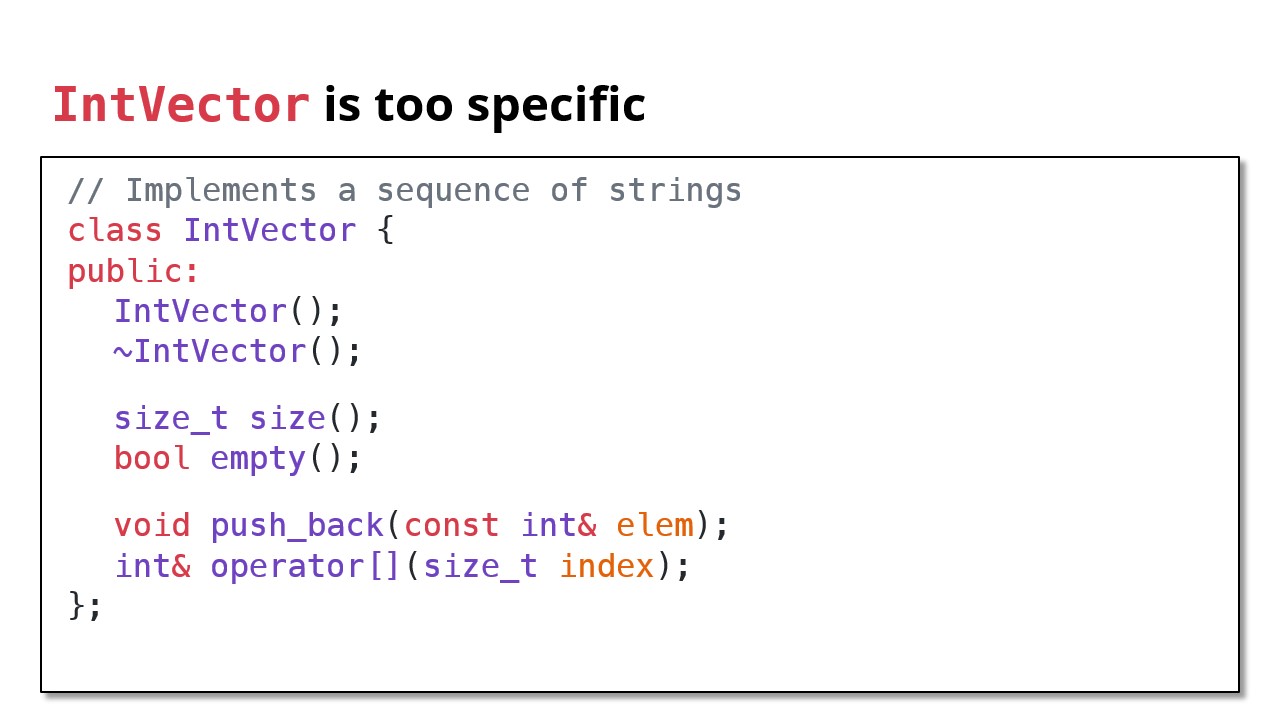 IntVector is too specific
// Implements a sequence of strings
class IntVector {
public:
IntVector();
~IntVector();
size_t size();
bool empty();
void push_back(const int& elem);
int& operator[](size_t index);
};